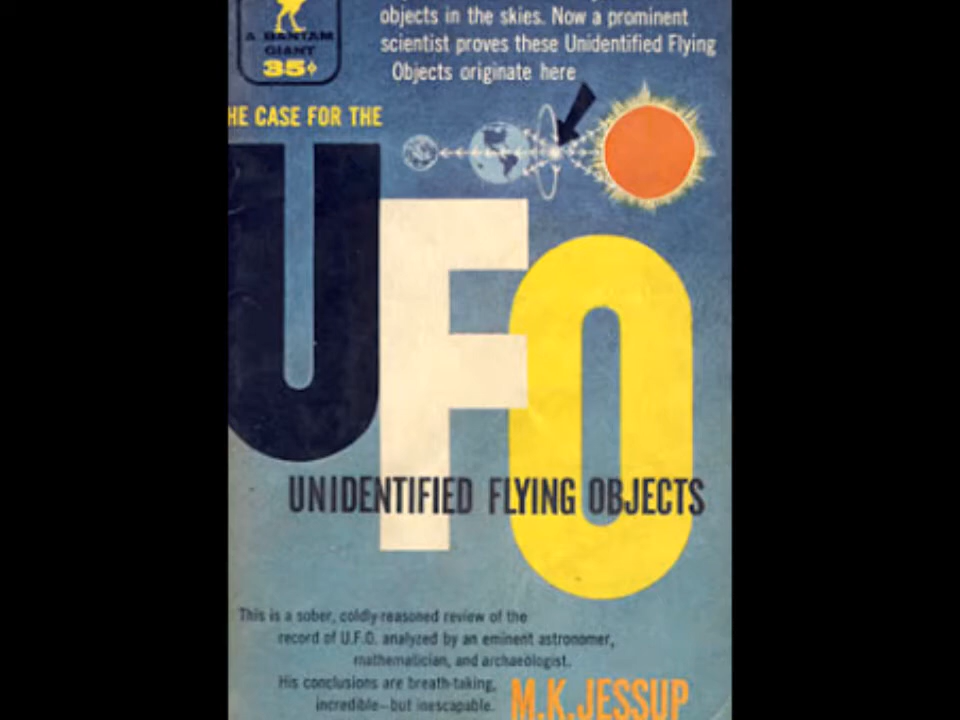 objects in the skies. Now a prominent
scientist proves these Unidentified Flying
Objects originate here
A BANTAM
GIANT
35¢
HE CASE FOR THE
UFO
UNIDENTIFIED FLYING OBJECTS
This is a sober, coldly-reasoned review of the
record of U.F.O. analyzed by an eminent astronomer,
mathematician, and archaeologist.
His conclusions are breath-taking,
incredible—but inescapable.
M.K.JESSUP